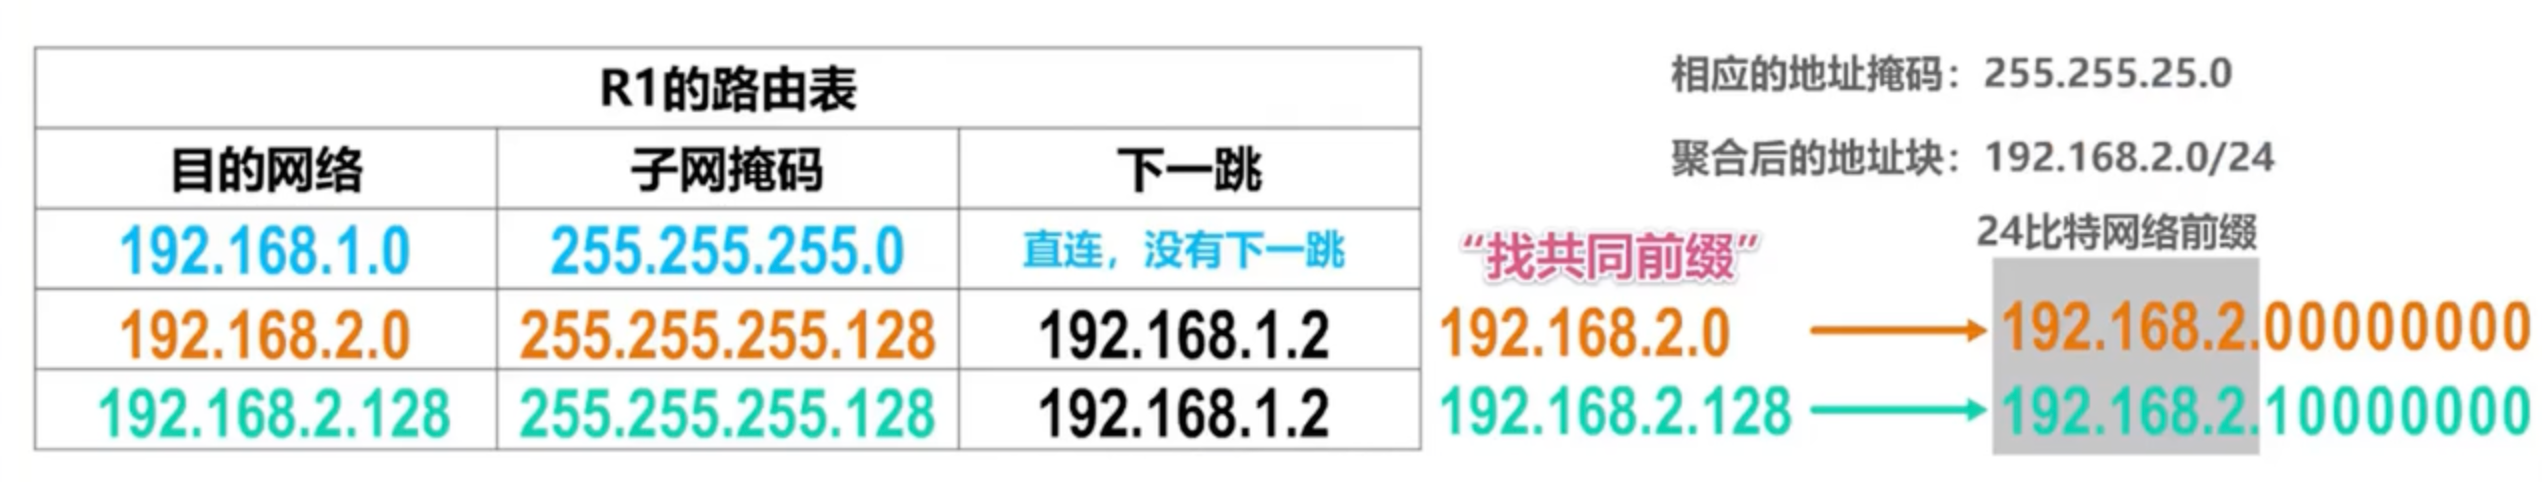 R1的路由表
目的网络 子网掩码 下一跳
192.168.1.0 255.255.255.0 直连，没有下一跳
192.168.2.0 255.255.255.128 192.168.1.2
192.168.2.128 255.255.255.128 192.168.1.2
相应的地址掩码：255.255.25.0
聚合后的地址块：192.168.2.0/24
24比特网络前缀
“找共同前缀”
192.168.2.0 192.168.2.00000000
192.168.2.128 192.168.2.10000000